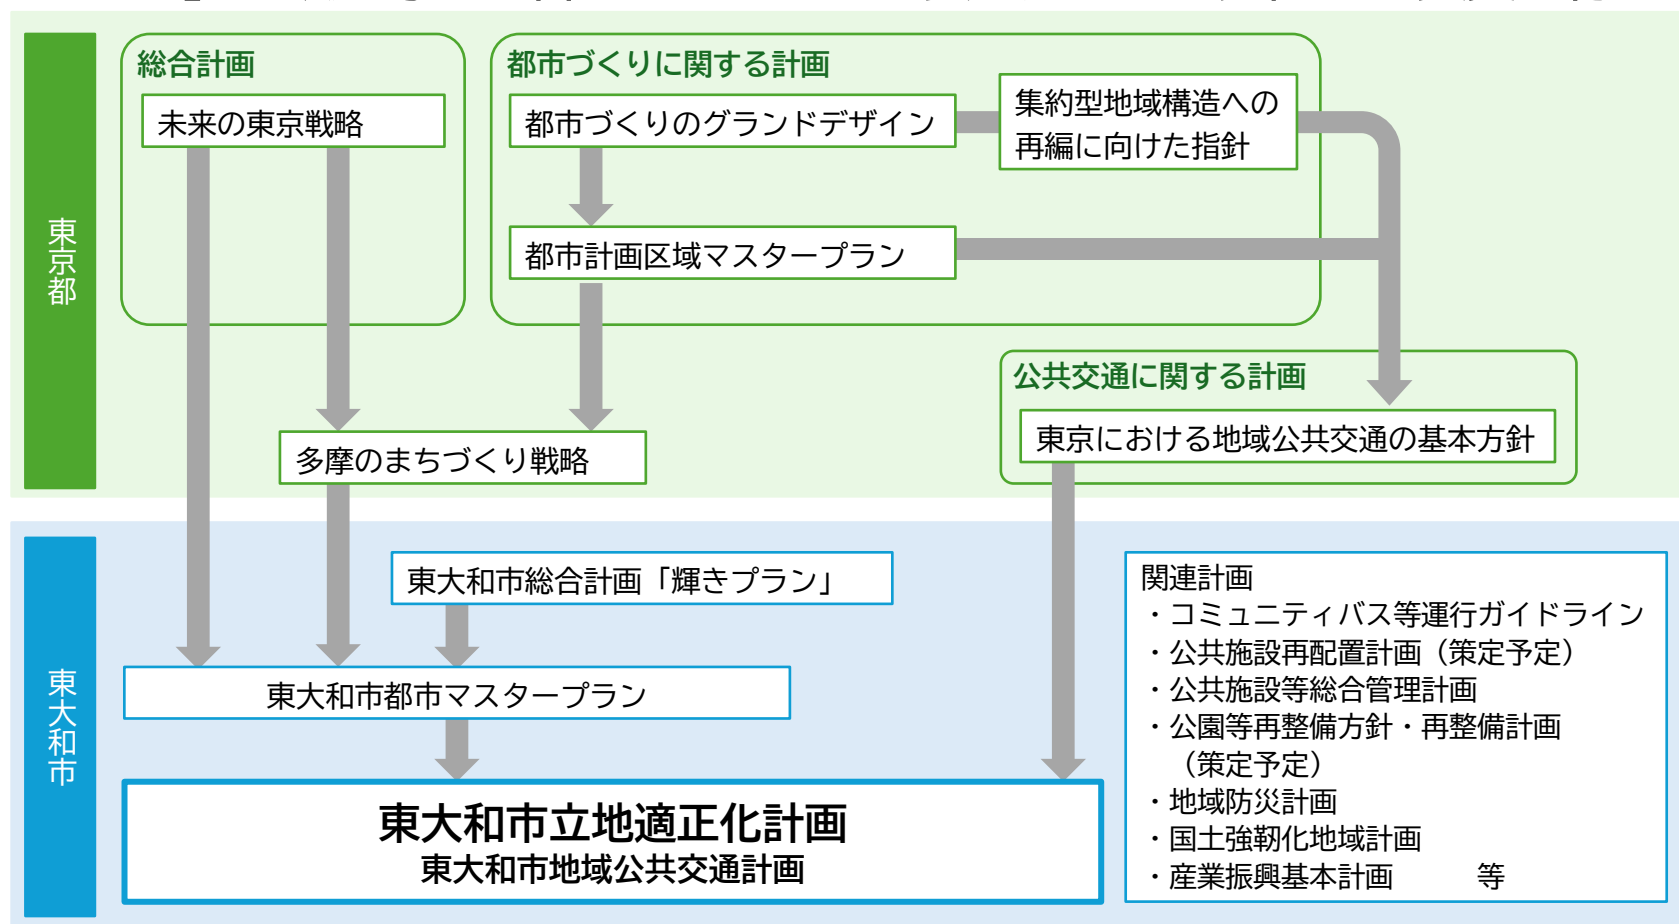 東京都
総合計画
未来の東京戦略
都市づくりに関する計画
都市づくりのグランドデザイン
集約型地域構造への
再編に向けた指針
都市計画区域マスタープラン
公共交通に関する計画
東京における地域公共交通の基本方針
多摩のまちづくり戦略
東大和市
東大和市総合計画「輝きプラン」
東大和市都市マスタープラン
東大和市立地適正化計画
東大和市地域公共交通計画
関連計画
・コミュニティバス等運行ガイドライン
・公共施設再配置計画（策定予定）
・公共施設等総合管理計画
・公園等再整備方針・再整備計画
（策定予定）
・地域防災計画
・国土強靭化地域計画
・産業振興基本計画　　等